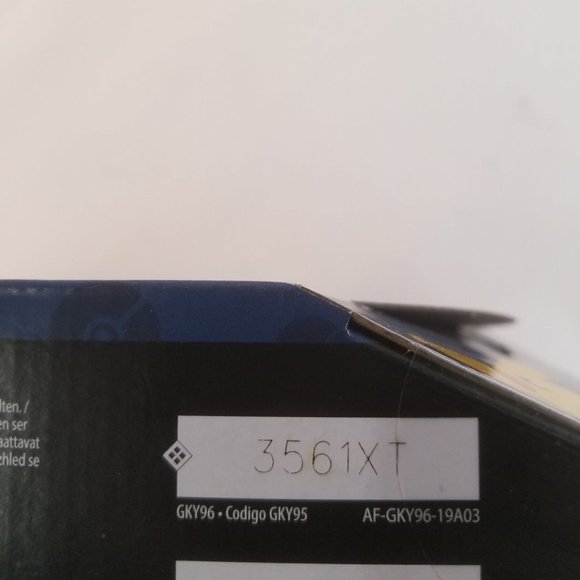 lten. /
en ser
aattavat
zhled se
3561XT
GKY96 • Codigo GKY95 AF-GKY96-19A03